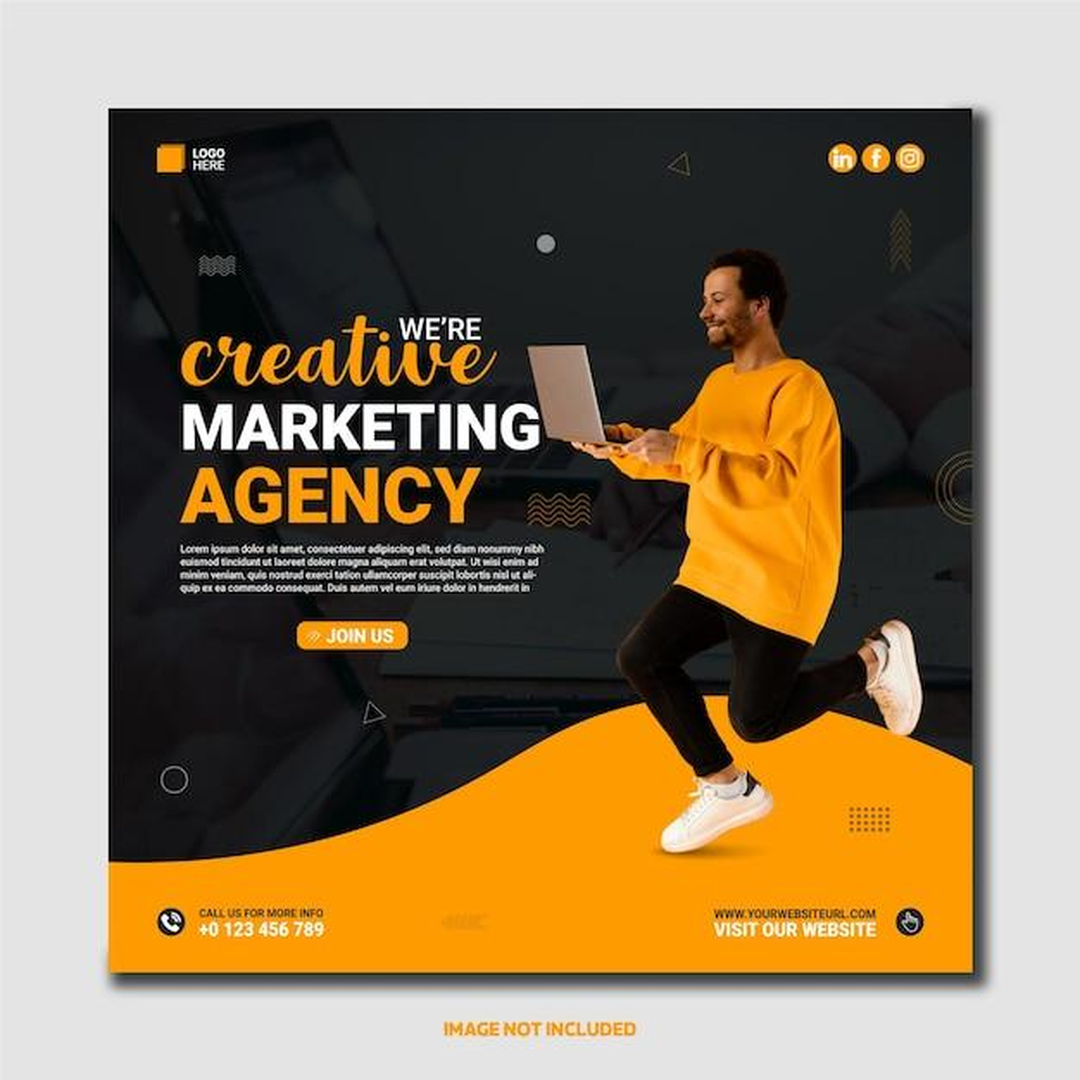 LOGO
HERE
WE'RE
creative
MARKETING
AGENCY
Lorem ipsum dolor sit amet, consectetuer adipiscing elit, sed diam nonummy nibh
euismod tincidunt ut laoreet dolore magna aliquam erat volutpat. Ut wisi enim ad
minim veniam, quis nostrud exerci tation ullamcorper suscipit lobortis nisl ut ali-
quip ex ea commodo consequat. Duis autem vel eum iriure dolor in hendrerit in
JOIN US
CALL US FOR MORE INFO
+0 123 456 789
WWW.YOURWEBSITEURL.COM
VISIT OUR WEBSITE
IMAGE NOT INCLUDED